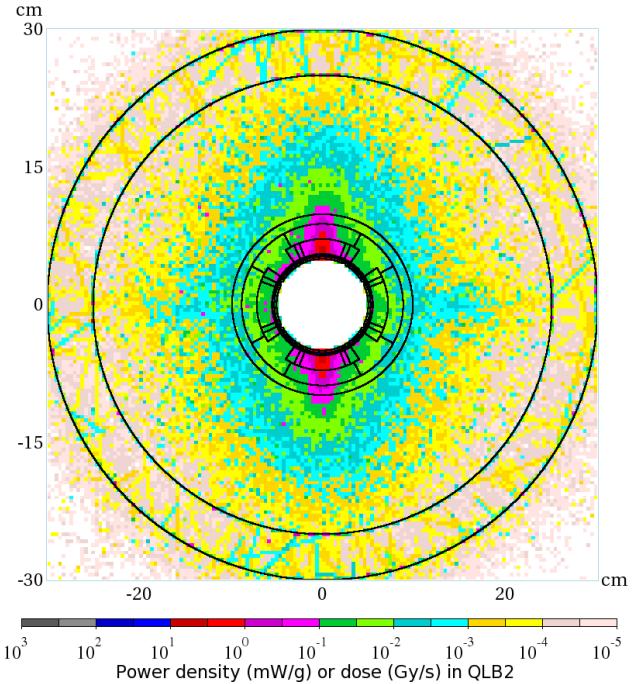 cm
30
15
0
-15
-30
-20 0 20 cm
10³ 10² 10¹ 10⁰ 10⁻¹ 10⁻² 10⁻³ 10⁻⁴ 10⁻⁵
Power density (mW/g) or dose (Gy/s) in QLB2